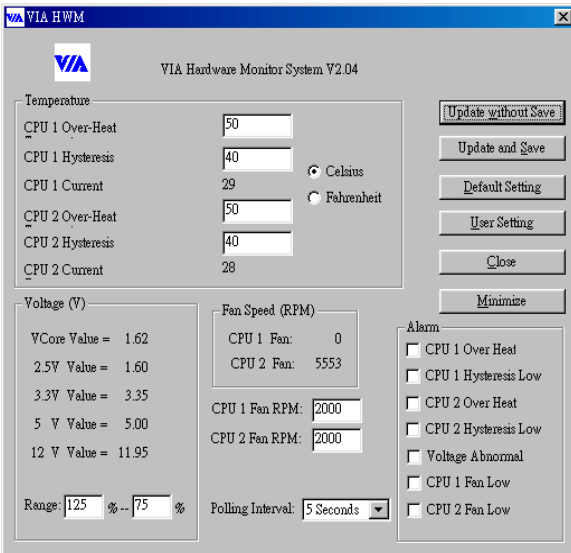 VIA VIA HWM
VIA
VIA Hardware Monitor System V2.04
Temperature
CPU 1 Over-Heat 50
CPU 1 Hysteresis 40
CPU 1 Current 29
CPU 2 Over-Heat 50
CPU 2 Hysteresis 40
CPU 2 Current 28
Celsius
Fahrenheit
Update without Save
Update and Save
Default Setting
User Setting
Close
Minimize
Voltage (V)
VCore Value = 1.62
2.5V Value = 1.60
3.3V Value = 3.35
5 V Value = 5.00
12 V Value = 11.95
Range: 125 % -- 75 %
Fan Speed (RPM)
CPU 1 Fan: 0
CPU 2 Fan: 5553
CPU 1 Fan RPM: 2000
CPU 2 Fan RPM: 2000
Polling Interval: 5 Seconds
Alarm
CPU 1 Over Heat
CPU 1 Hysteresis Low
CPU 2 Over Heat
CPU 2 Hysteresis Low
Voltage Abnormal
CPU 1 Fan Low
CPU 2 Fan Low